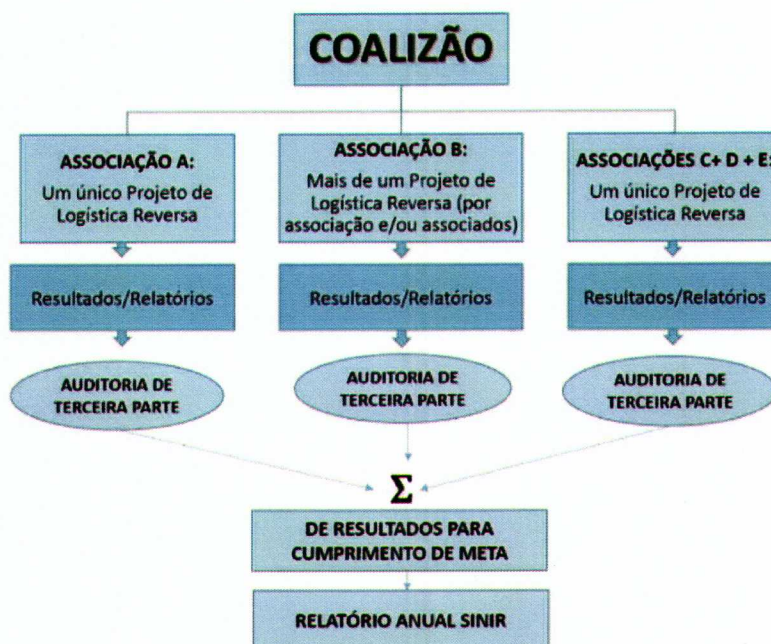 COALIZÃO
ASSOCIAÇÃO A:
Um único Projeto de
Logística Reversa
ASSOCIAÇÃO B:
Mais de um Projeto de
Logística Reversa (por
associação e/ou associados)
ASSOCIAÇÕES C+ D + E:
Um único Projeto de
Logística Reversa
Resultados/Relatórios
Resultados/Relatórios
Resultados/Relatórios
AUDITORIA DE
TERCEIRA PARTE
AUDITORIA DE
TERCEIRA PARTE
AUDITORIA DE
TERCEIRA PARTE
Σ
DE RESULTADOS PARA
CUMPRIMENTO DE META
RELATÓRIO ANUAL SINIR